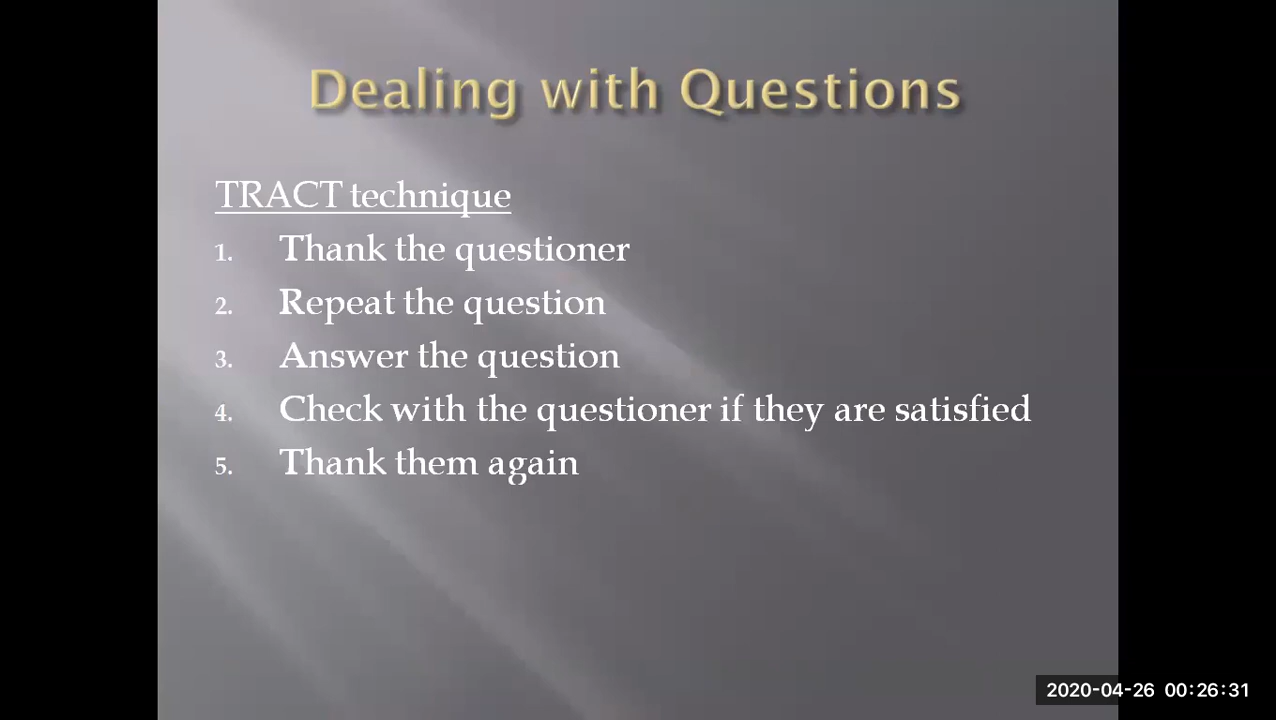 Dealing with Questions
TRACT technique
1. Thank the questioner
2. Repeat the question
3. Answer the question
4. Check with the questioner if they are satisfied
5. Thank them again
2020-04-26 00:26:31